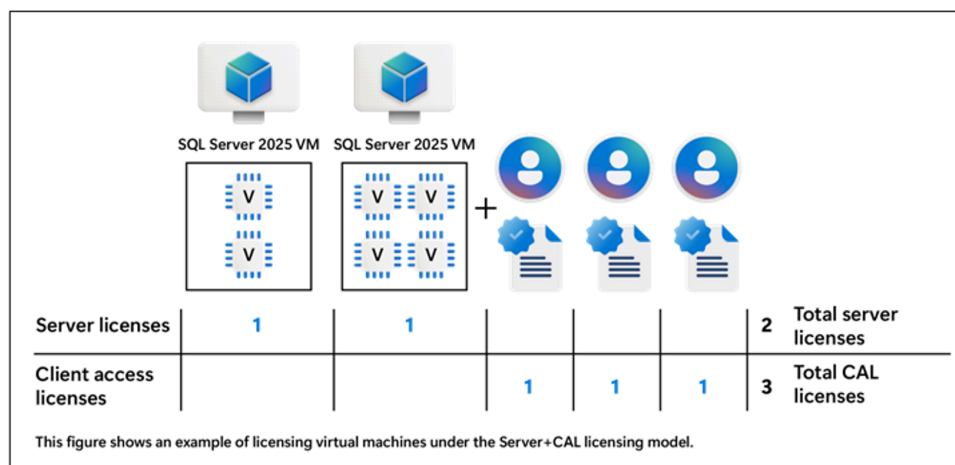 SQL Server 2025 VM
SQL Server 2025 VM
V
V V
V
V V
+
Server licenses 1 1 2 Total server
licenses
Client access
licenses 1 1 1 3 Total CAL
licenses
This figure shows an example of licensing virtual machines under the Server+CAL licensing model.